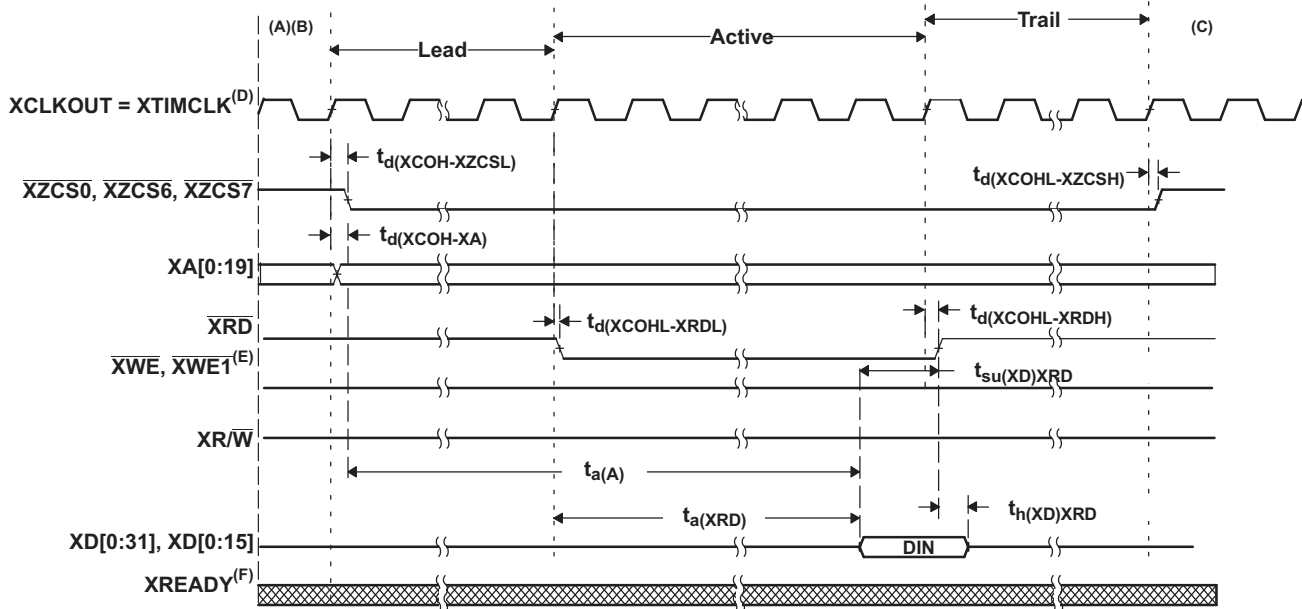 (A)(B)
Lead
Active
Trail
(C)
XCLKOUT = XTIMCLK(D)
td(XCOH-XZCSL)
XZCS0, XZCS6, XZCS7
td(XCOHL-XZCSH)
td(XCOH-XA)
XA[0:19]
XRD
td(XCOHL-XRDL)
td(XCOHL-XRDH)
XWE, XWE1(E)
tsu(XD)XRD
XR/W
ta(A)
ta(XRD)
th(XD)XRD
XD[0:31], XD[0:15]
DIN
XREADY(F)